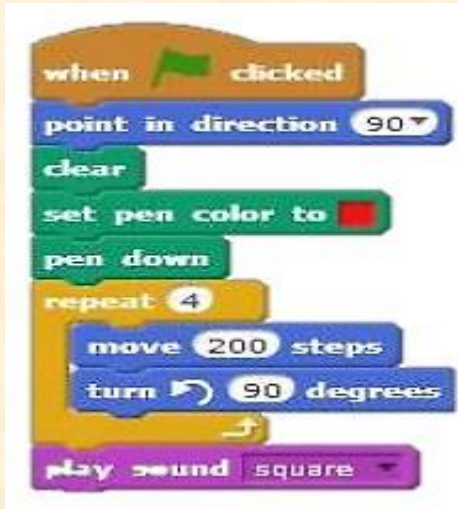 when clicked
point in direction 90
clear
set pen color to
pen down
repeat 4
move 200 steps
turn 90 degrees
play sound square